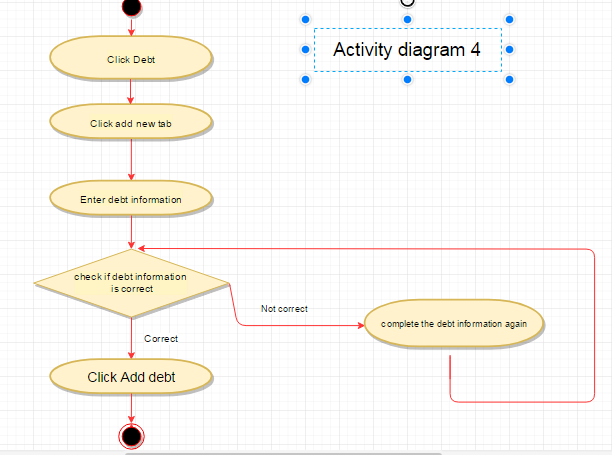 Activity diagram 4
Click Debt
Click add new tab
Enter debt information
check if debt information
is correct
Not correct
complete the debt information again
Correct
Click Add debt